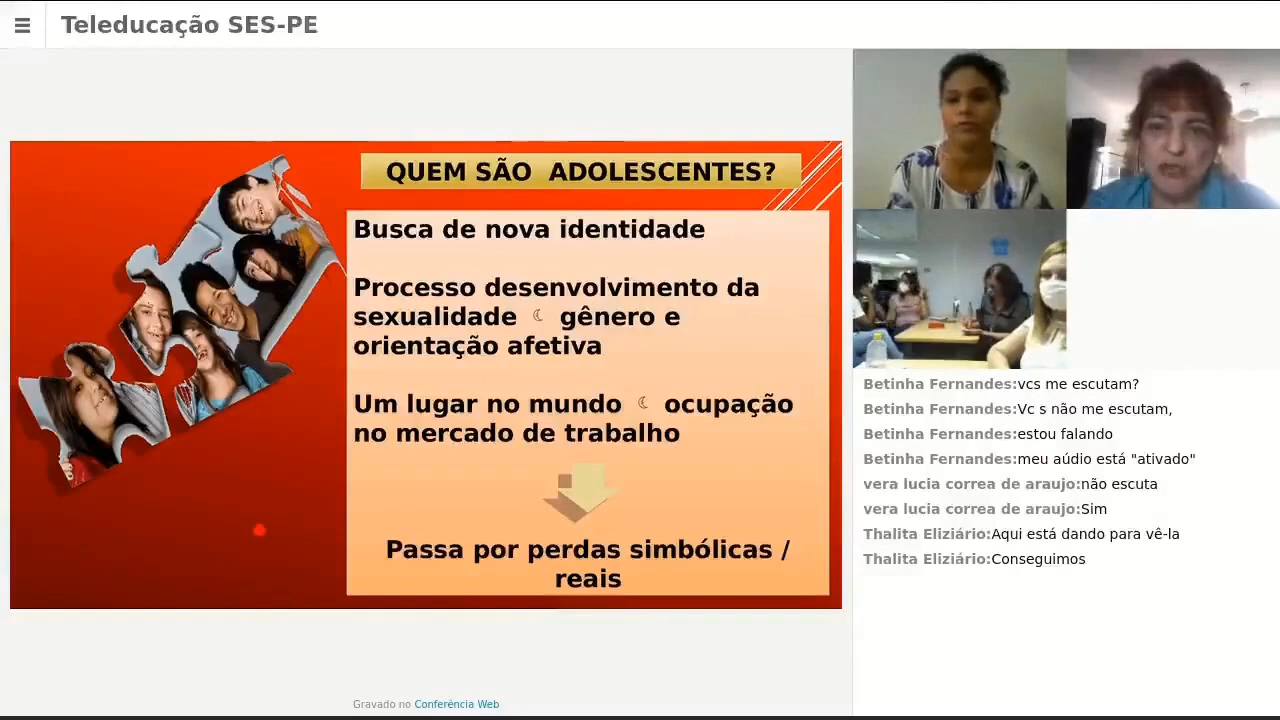 Teleducação SES-PE
QUEM SÃO ADOLESCENTES?
Busca de nova identidade
Processo desenvolvimento da
sexualidade ☾ gênero e
orientação afetiva
Um lugar no mundo ☾ ocupação
no mercado de trabalho
Passa por perdas simbólicas /
reais
Betinha Fernandes:vcs me escutam?
Betinha Fernandes:Vc s não me escutam,
Betinha Fernandes:estou falando
Betinha Fernandes:meu aúdio está "ativado"
vera lucia correa de araujo:não escuta
vera lucia correa de araujo:Sim
Thalita Eliziário:Aqui está dando para vê-la
Thalita Eliziário:Conseguimos
Gravado no Conferência Web